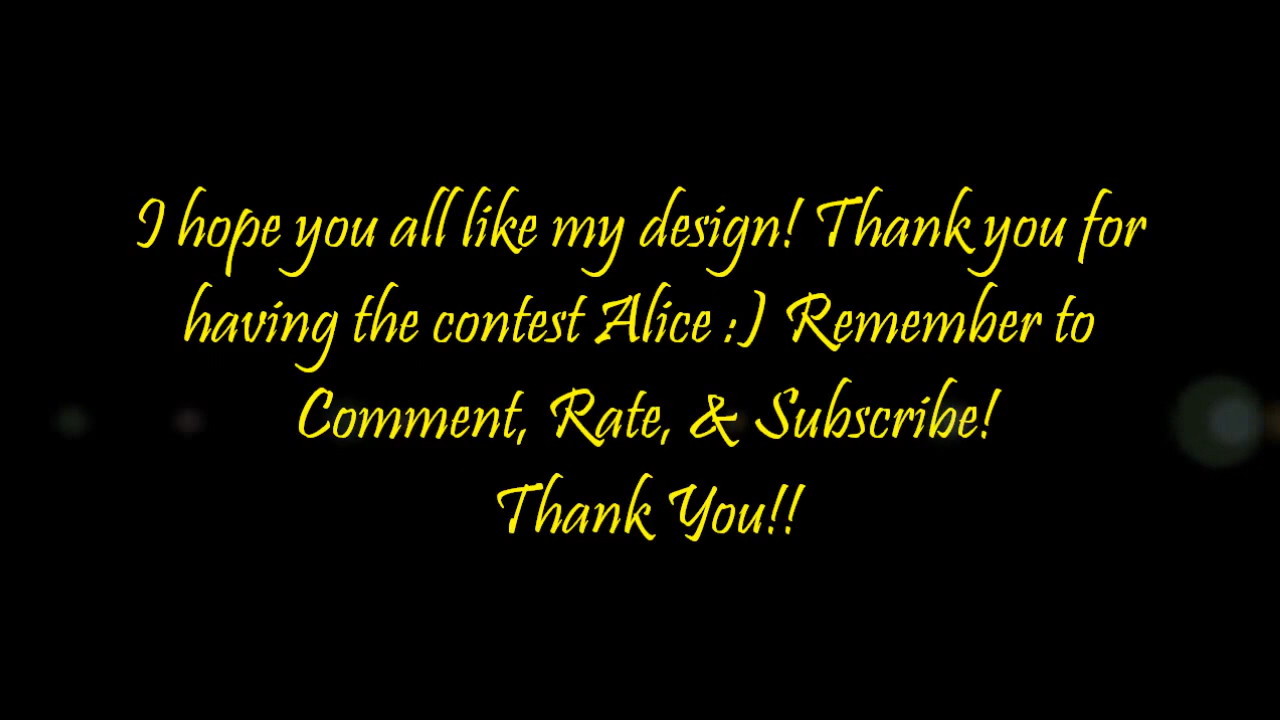 I hope you all like my design! Thank you for
having the contest Alice :) Remember to
Comment, Rate, & Subscribe!
Thank You!!